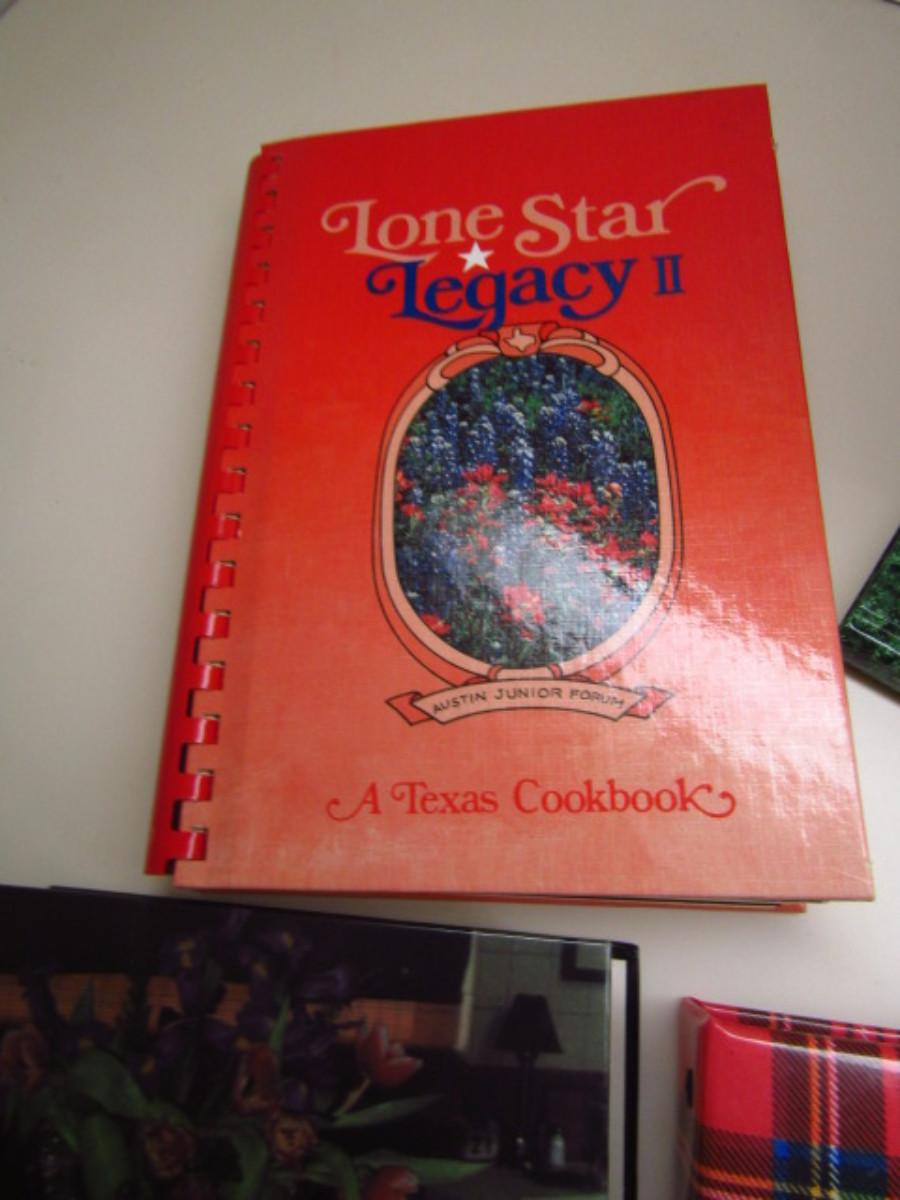 Lone Star
Legacy II
AUSTIN JUNIOR FORUM
A Texas Cookbook